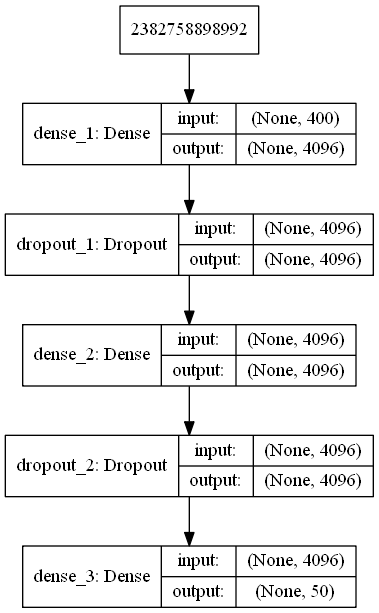 2382758898992
dense_1: Dense
input:
(None, 400)
output:
(None, 4096)
dropout_1: Dropout
input:
(None, 4096)
output:
(None, 4096)
dense_2: Dense
input:
(None, 4096)
output:
(None, 4096)
dropout_2: Dropout
input:
(None, 4096)
output:
(None, 4096)
dense_3: Dense
input:
(None, 4096)
output:
(None, 50)